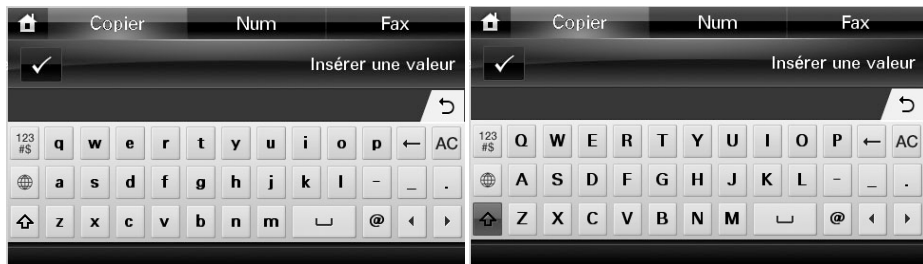 Copier Num Fax
Insérer une valeur
123 #$ q w e r t y u i o p ← AC
a s d f g h j k l - _ .
z x c v b n m @
Copier Num Fax
Insérer une valeur
123 #$ Q W E R T Y U I O P ← AC
A S D F G H J K L - _ .
Z X C V B N M @